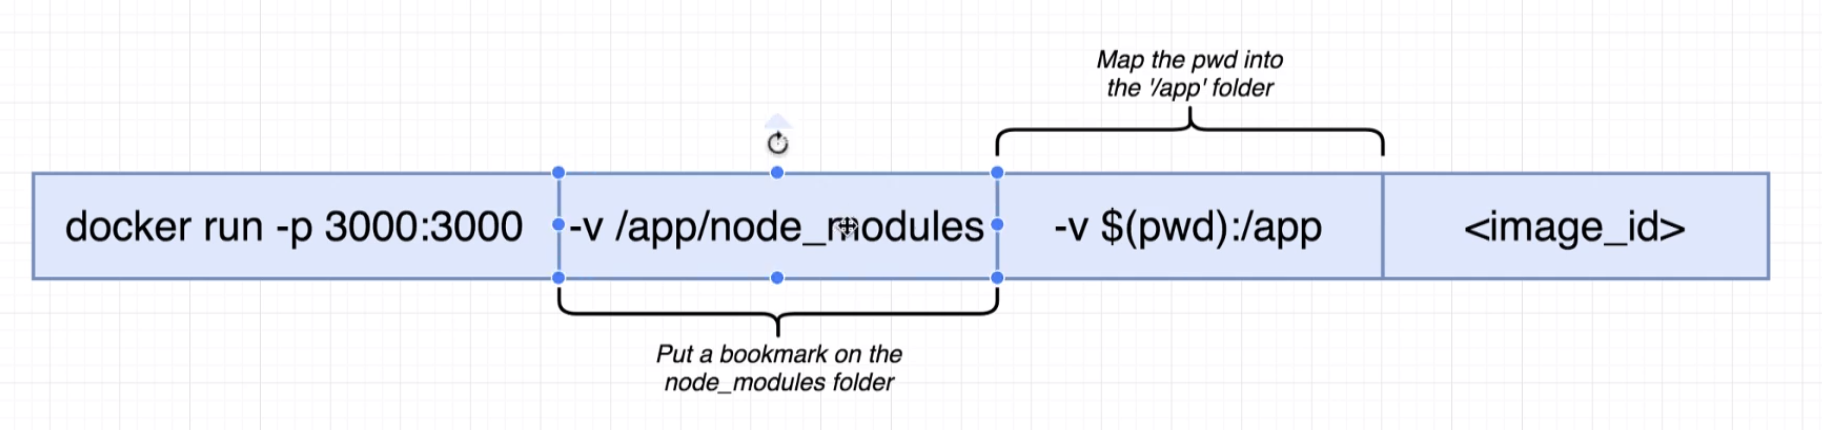 Map the pwd into
the '/app' folder
docker run -p 3000:3000 -v /app/node_modules -v $(pwd):/app <image_id>
Put a bookmark on the
node_modules folder